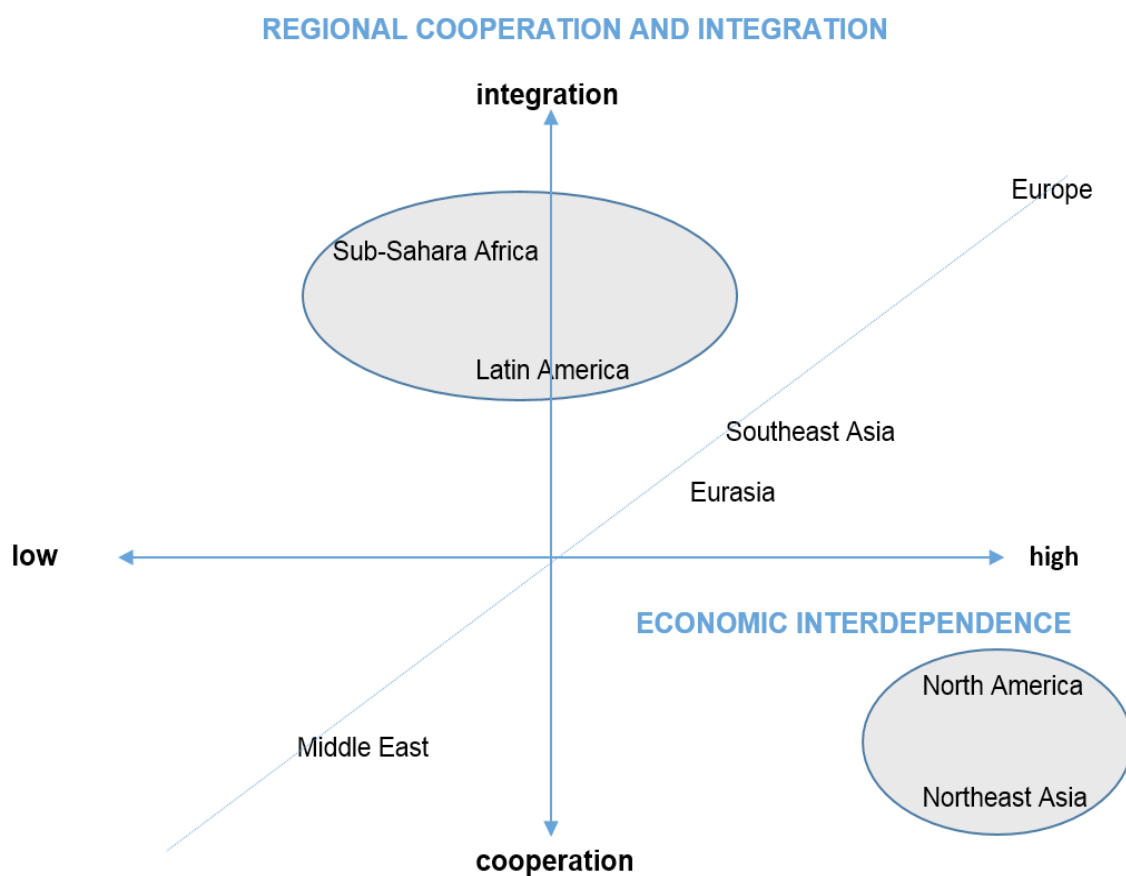 REGIONAL COOPERATION AND INTEGRATION
integration
Europe
Sub-Sahara Africa
Latin America
Southeast Asia
Eurasia
low
high
ECONOMIC INTERDEPENDENCE
North America
Middle East
Northeast Asia
cooperation